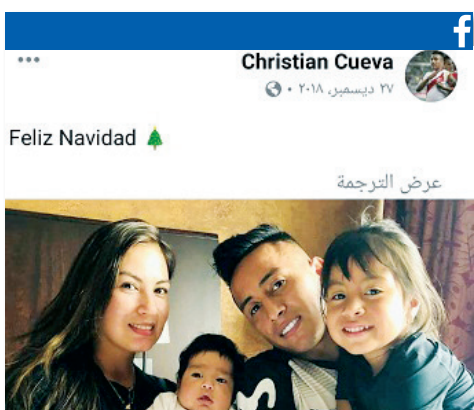 f
Christian Cueva
٢٧ ديسمبر، ٢٠١٨
Feliz Navidad 🎄
عرض الترجمة